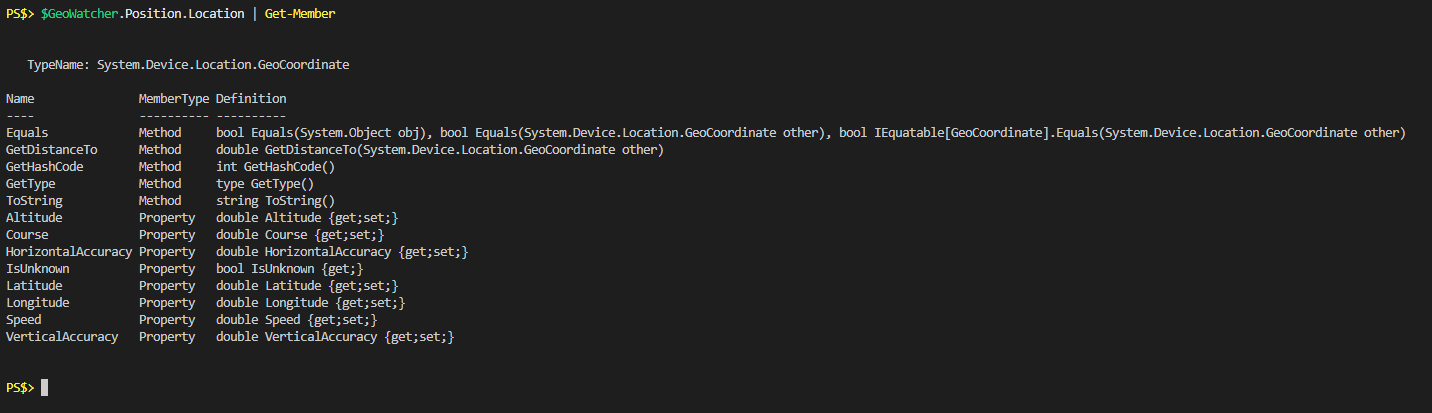 PS$> $GeoWatcher.Position.Location | Get-Member
TypeName: System.Device.Location.GeoCoordinate
Name MemberType Definition
---- ---------- ----------
Equals Method bool Equals(System.Object obj), bool Equals(System.Device.Location.GeoCoordinate other), bool IEquatable[GeoCoordinate].Equals(System.Device.Location.GeoCoordinate other)
GetDistanceTo Method double GetDistanceTo(System.Device.Location.GeoCoordinate other)
GetHashCode Method int GetHashCode()
GetType Method type GetType()
ToString Method string ToString()
Altitude Property double Altitude {get;set;}
Course Property double Course {get;set;}
HorizontalAccuracy Property double HorizontalAccuracy {get;set;}
IsUnknown Property bool IsUnknown {get;}
Latitude Property double Latitude {get;set;}
Longitude Property double Longitude {get;set;}
Speed Property double Speed {get;set;}
VerticalAccuracy Property double VerticalAccuracy {get;set;}
PS$>